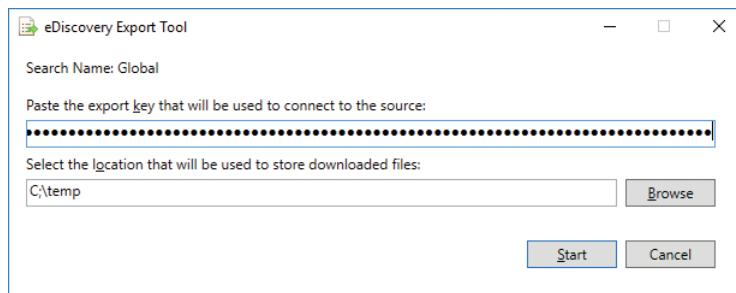 eDiscovery Export Tool
Search Name: Global
Paste the export key that will be used to connect to the source:
Select the location that will be used to store downloaded files:
C;\temp
Browse
Start Cancel